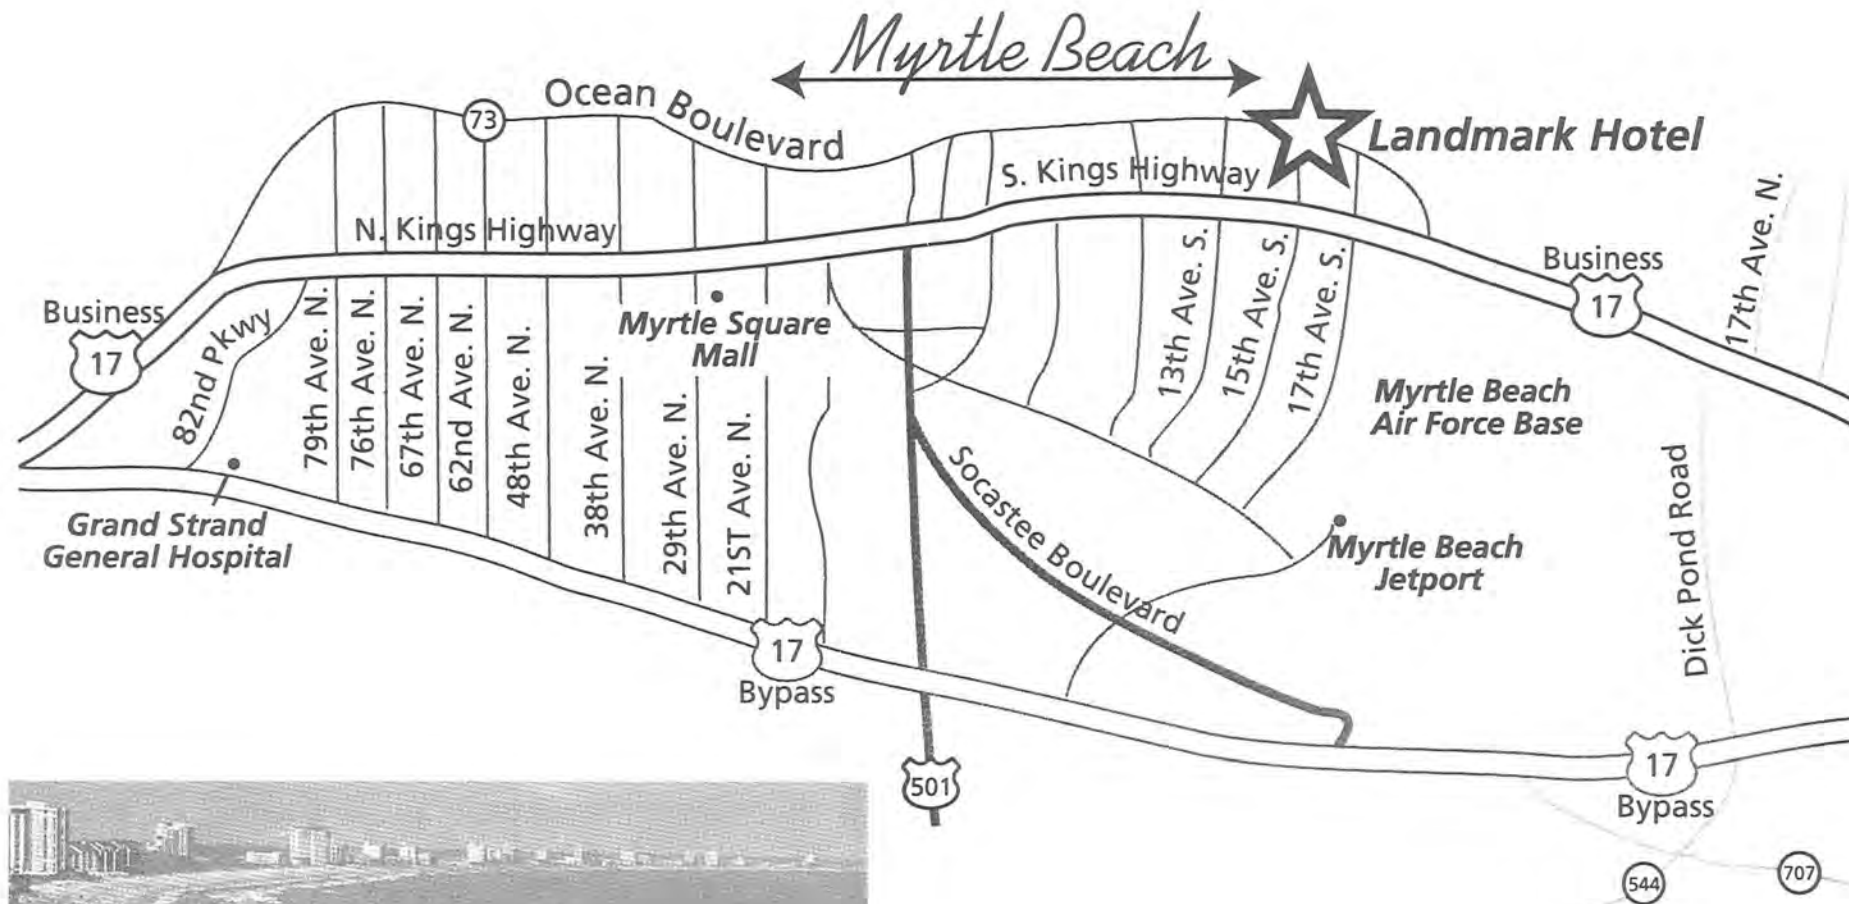 Myrtle Beach
Ocean Boulevard
73
Landmark Hotel
S. Kings Highway
N. Kings Highway
17th Ave. N.
Business
17
Business
17
82nd Pkwy
79th Ave. N.
76th Ave. N.
67th Ave. N.
62nd Ave. N.
48th Ave. N.
38th Ave. N.
29th Ave. N.
21ST Ave. N.
Myrtle Square
Mall
13th Ave. S.
15th Ave. S.
17th Ave. S.
Myrtle Beach
Air Force Base
Grand Strand
General Hospital
Socastee Boulevard
Myrtle Beach
Jetport
Dick Pond Road
17
Bypass
501
17
Bypass
544
707